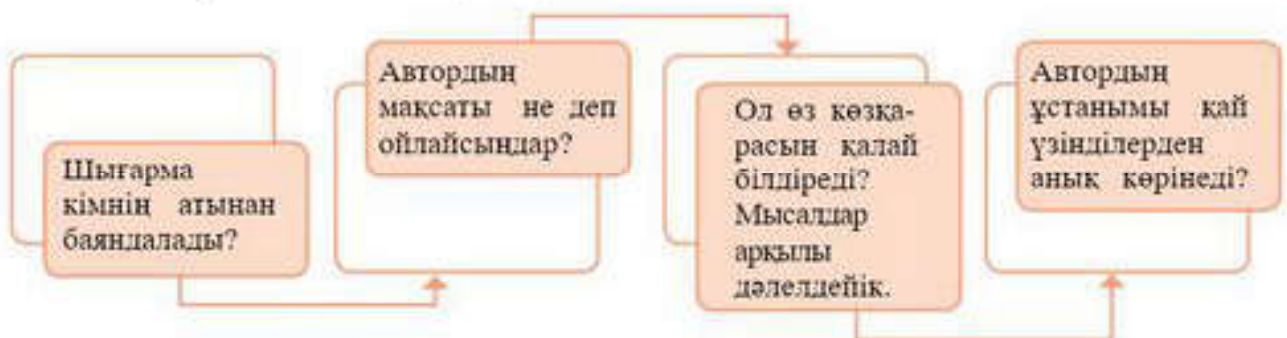 Шығарма
кімнің атынан
баяндалады?
Автордың
мақсаты не деп
ойлайсыңдар?
Ол өз көзқа-
расын қалай
білдіреді?
Мысалдар
арқылы
дәлелдейік.
Автордың
ұстанымы қай
үзінділерден
анық көрінеді?